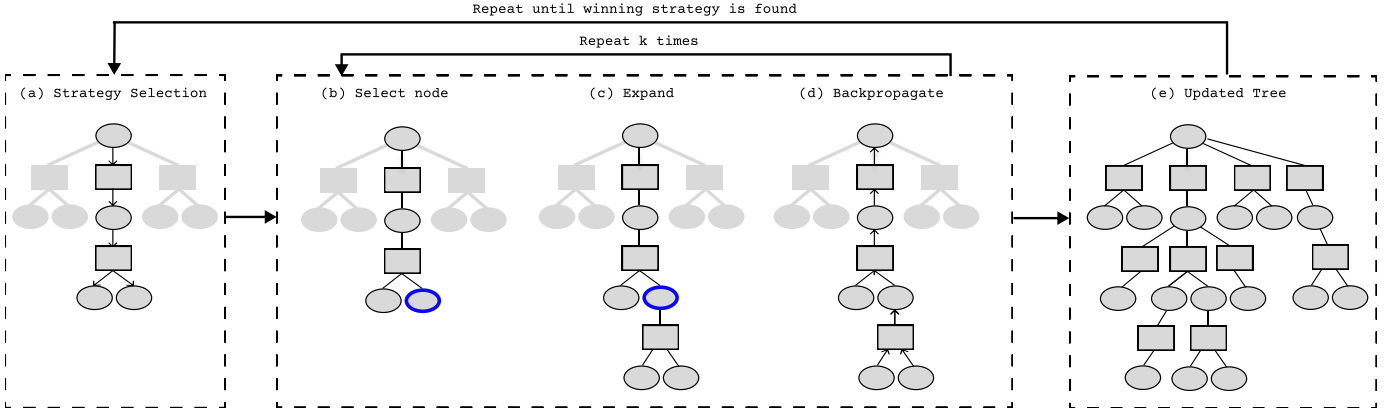 Repeat until winning strategy is found
Repeat k times
(a) Strategy Selection
(b) Select node
(c) Expand
(d) Backpropagate
(e) Updated Tree